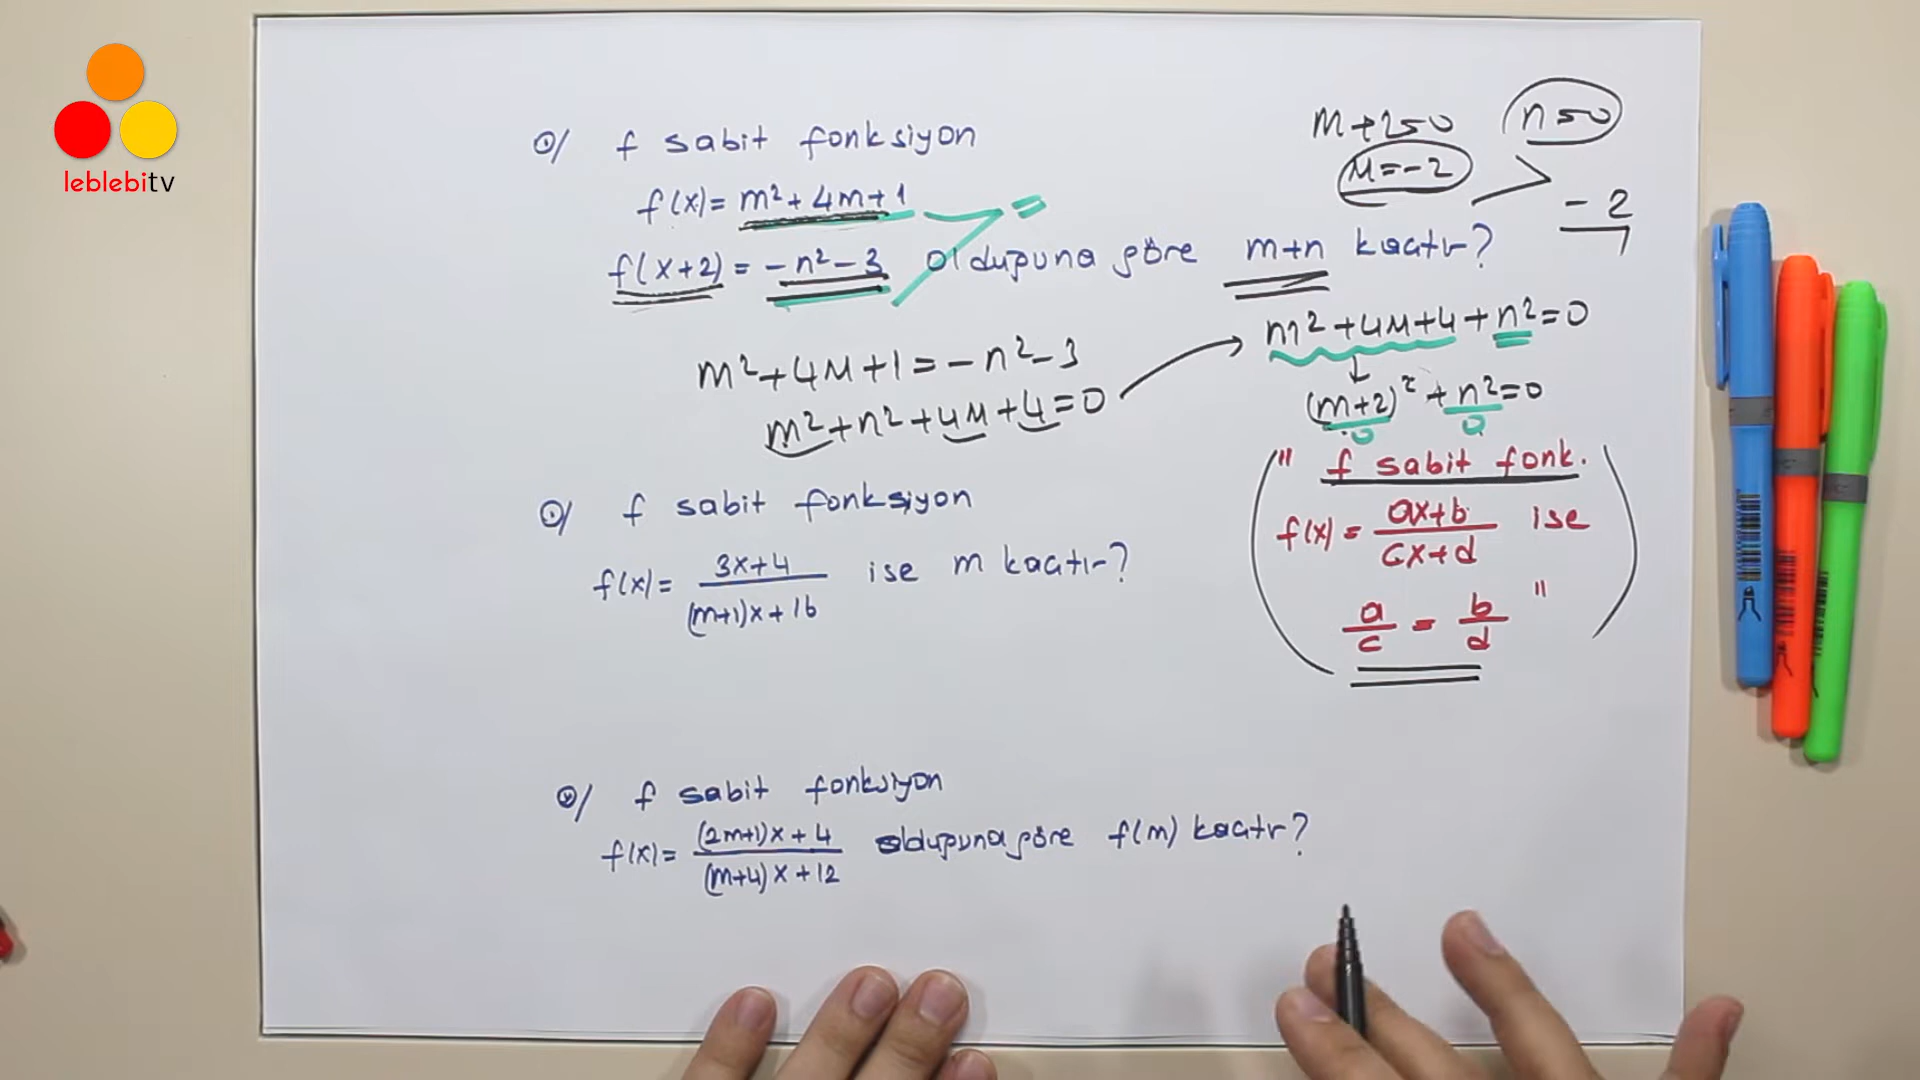 leblebitv
f sabit fonksiyon
f(x) = m² + 4m + 1
f(x+2) = -n² - 3 olduğuna göre m+n kaçtır?
m+2=0
m=-2
n=0
-2
m² + 4m + 1 = -n² - 3
m² + n² + 4m + 4 = 0
m² + 4m + 4 + n² = 0
(m+2)² + n² = 0
0 0
" f sabit fonk.
f(x) = (ax+b)/(cx+d) ise
a/c = b/d "
f sabit fonksiyon
f(x) = (3x+4)/((m+1)x+16) ise m kaçtır?
f sabit fonksiyon
f(x) = ((2m+1)x+4)/((m+4)x+12) olduğuna göre f(m) kaçtır?